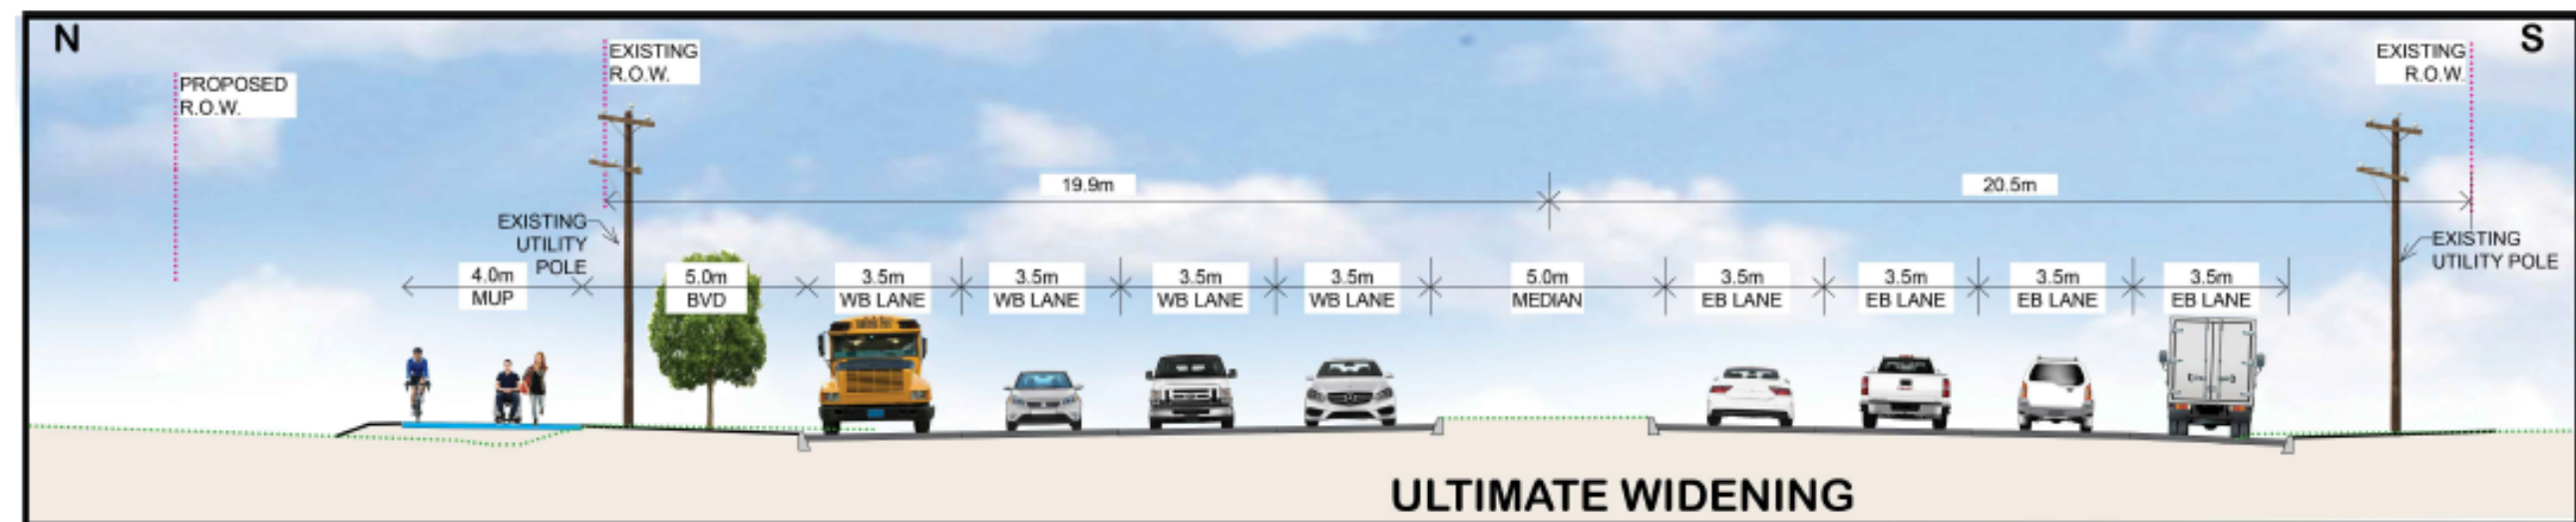 N
S
PROPOSED
R.O.W.
EXISTING
R.O.W.
EXISTING
R.O.W.
19.9m
20.5m
EXISTING
UTILITY
POLE
EXISTING
UTILITY POLE
4.0m
MUP
5.0m
BVD
3.5m
WB LANE
3.5m
WB LANE
3.5m
WB LANE
3.5m
WB LANE
5.0m
MEDIAN
3.5m
EB LANE
3.5m
EB LANE
3.5m
EB LANE
3.5m
EB LANE
ULTIMATE WIDENING